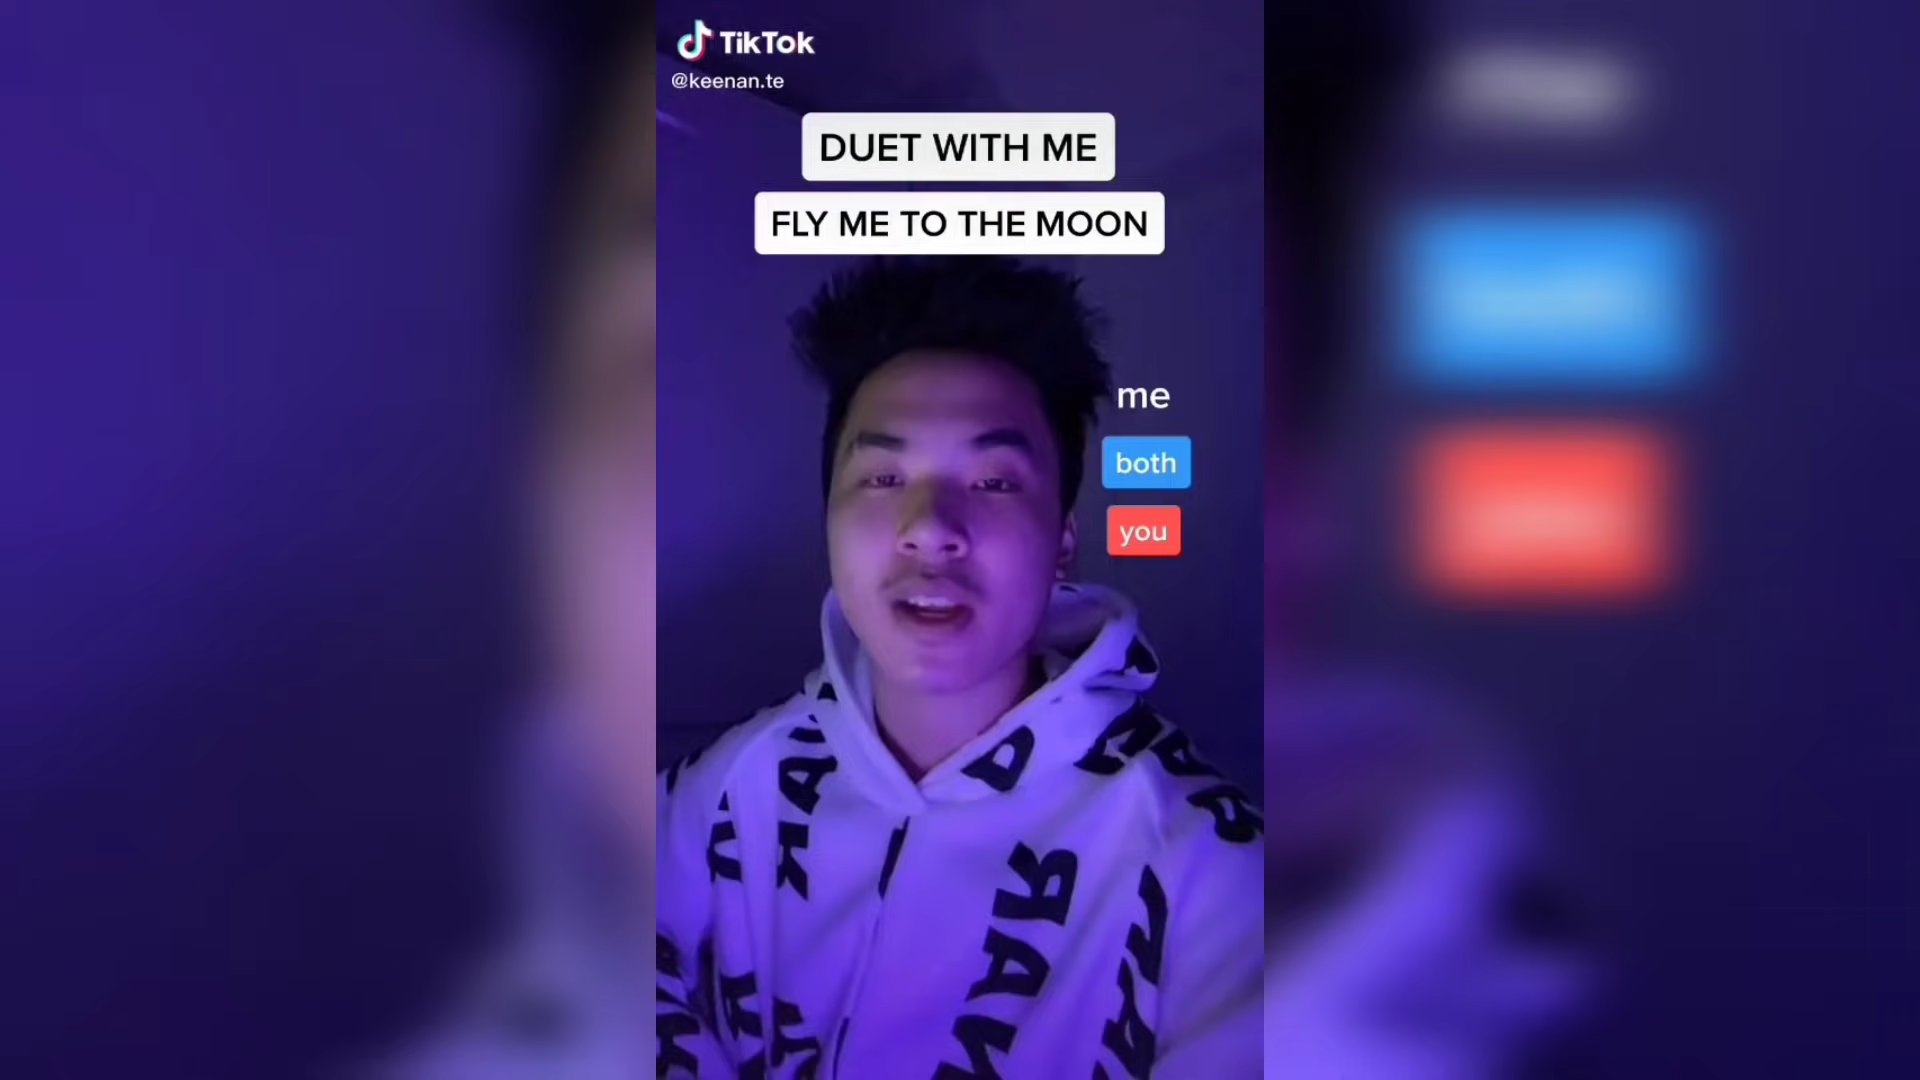 TikTok
@keenan.te
DUET WITH ME
FLY ME TO THE MOON
me
both
you